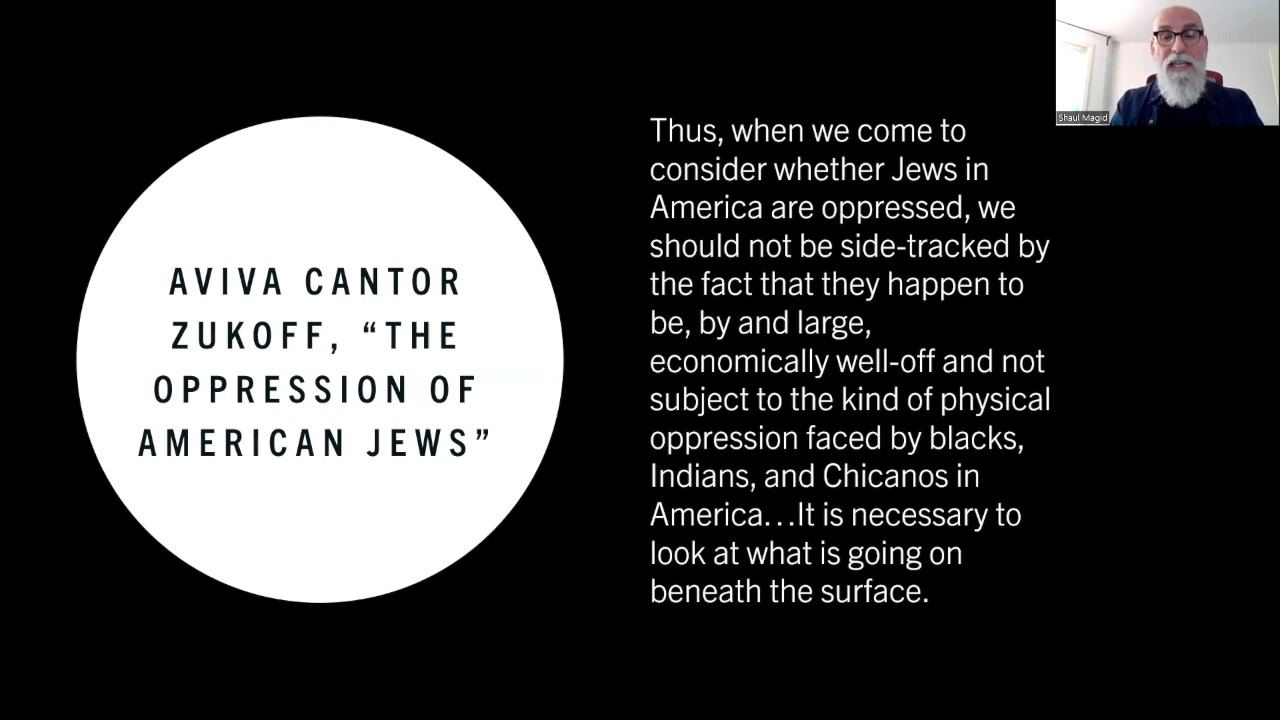 AVIVA CANTOR
ZUKOFF, “THE
OPPRESSION OF
AMERICAN JEWS”
Thus, when we come to
consider whether Jews in
America are oppressed, we
should not be side-tracked by
the fact that they happen to
be, by and large,
economically well-off and not
subject to the kind of physical
oppression faced by blacks,
Indians, and Chicanos in
America…It is necessary to
look at what is going on
beneath the surface.
Shaul Magid